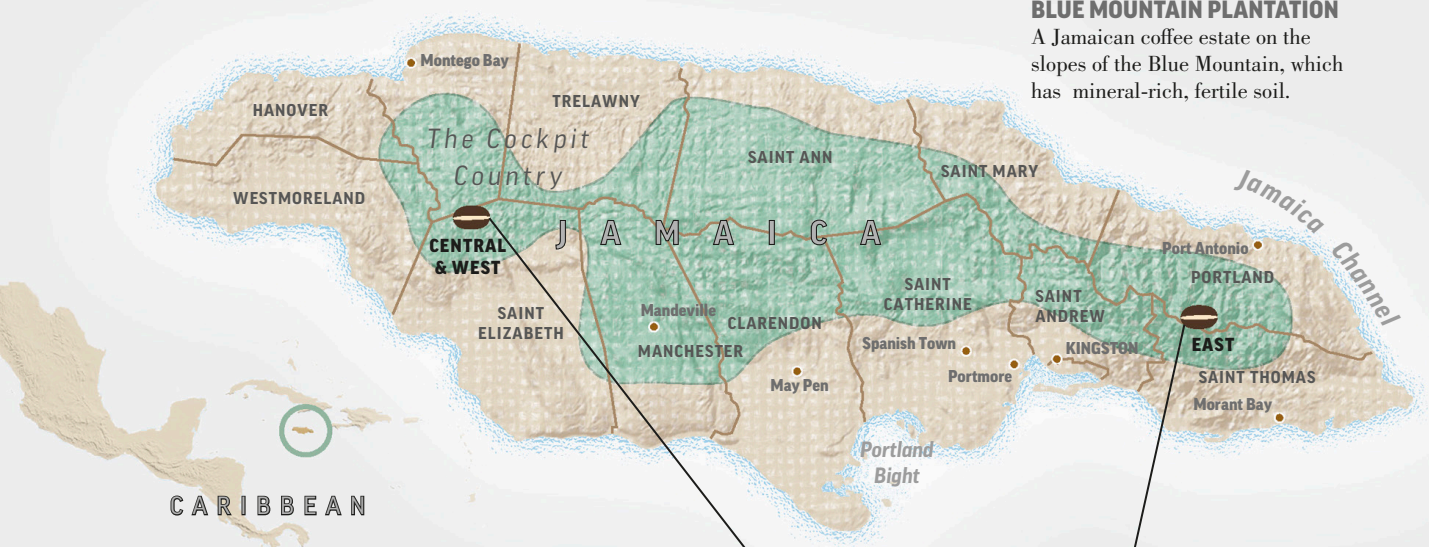 BLUE MOUNTAIN PLANTATION
A Jamaican coffee estate on the
slopes of the Blue Mountain, which
has mineral-rich, fertile soil.
Montego Bay
HANOVER
TRELAWNY
The Cockpit
Country
SAINT ANN
SAINT MARY
WESTMORELAND
Jamaica Channel
JAMAICA
CENTRAL
& WEST
Port Antonio
PORTLAND
SAINT
ELIZABETH
Mandeville
MANCHESTER
CLARENDON
SAINT
CATHERINE
SAINT
ANDREW
EAST
Spanish Town
KINGSTON
Portmore
May Pen
SAINT THOMAS
Morant Bay
Portland
Bight
CARIBBEAN